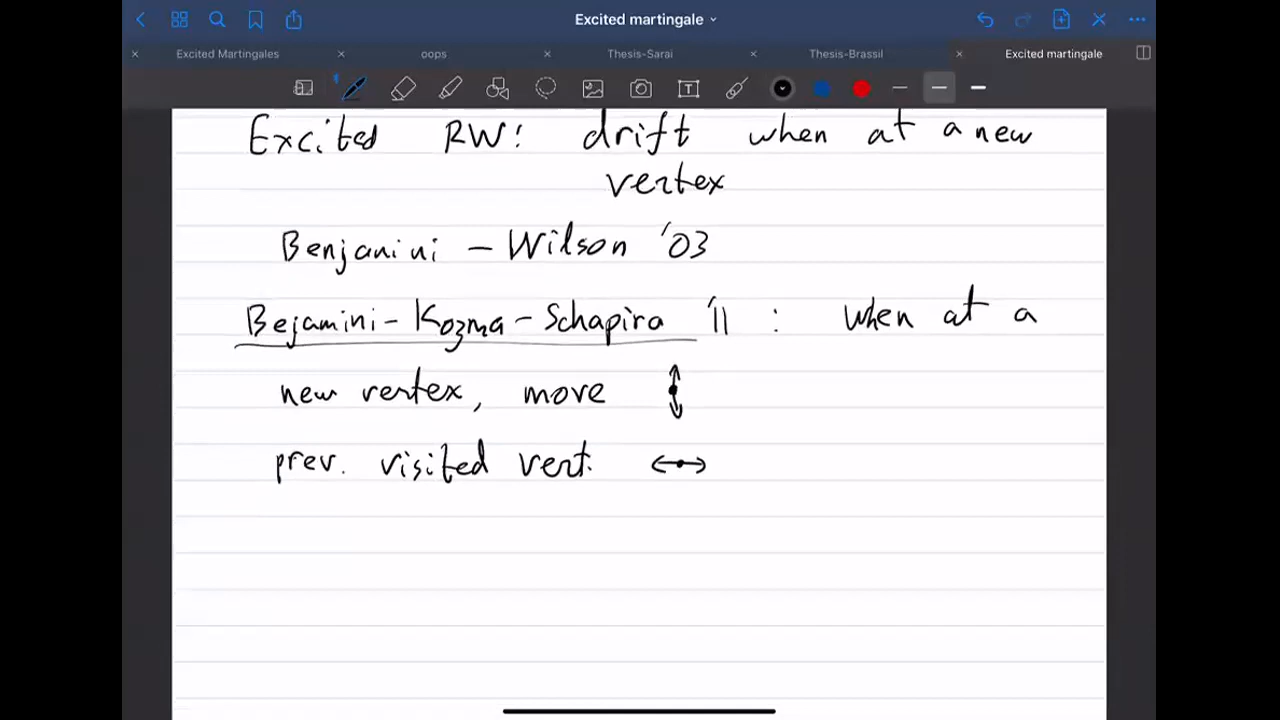 Excited martingale
Excited Martingales
oops
Thesis-Sarai
Thesis-Brassil
Excited martingale
Excited RW: drift when at a new
vertex
Benjamini - Wilson '03
Bejamini - Kozma - Schapira '11 : when at a
new vertex, move
prev. visited vert.